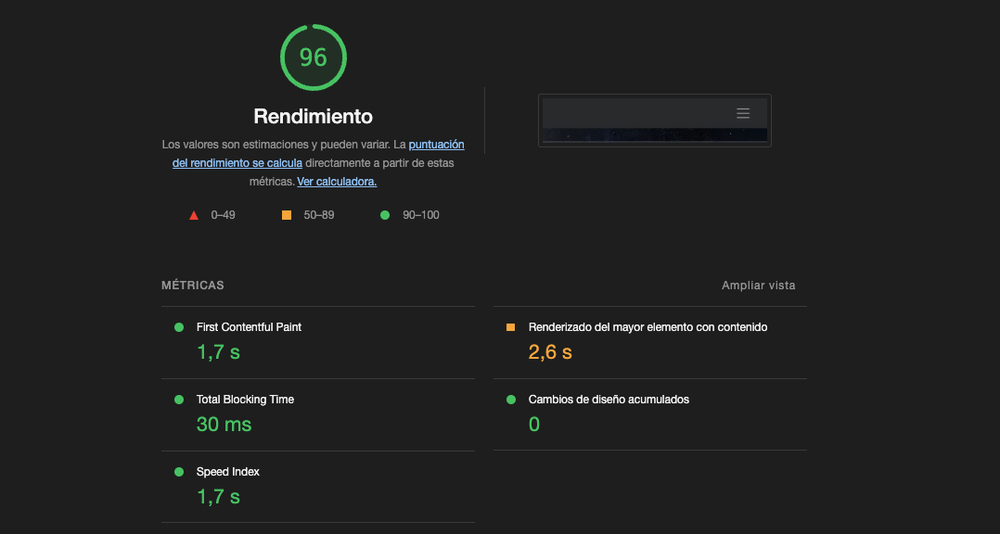 96
Rendimiento
Los valores son estimaciones y pueden variar. La puntuación
del rendimiento se calcula directamente a partir de estas
métricas. Ver calculadora.
0–49
50–89
90–100
MÉTRICAS
Ampliar vista
First Contentful Paint
1,7 s
Renderizado del mayor elemento con contenido
2,6 s
Total Blocking Time
30 ms
Cambios de diseño acumulados
0
Speed Index
1,7 s